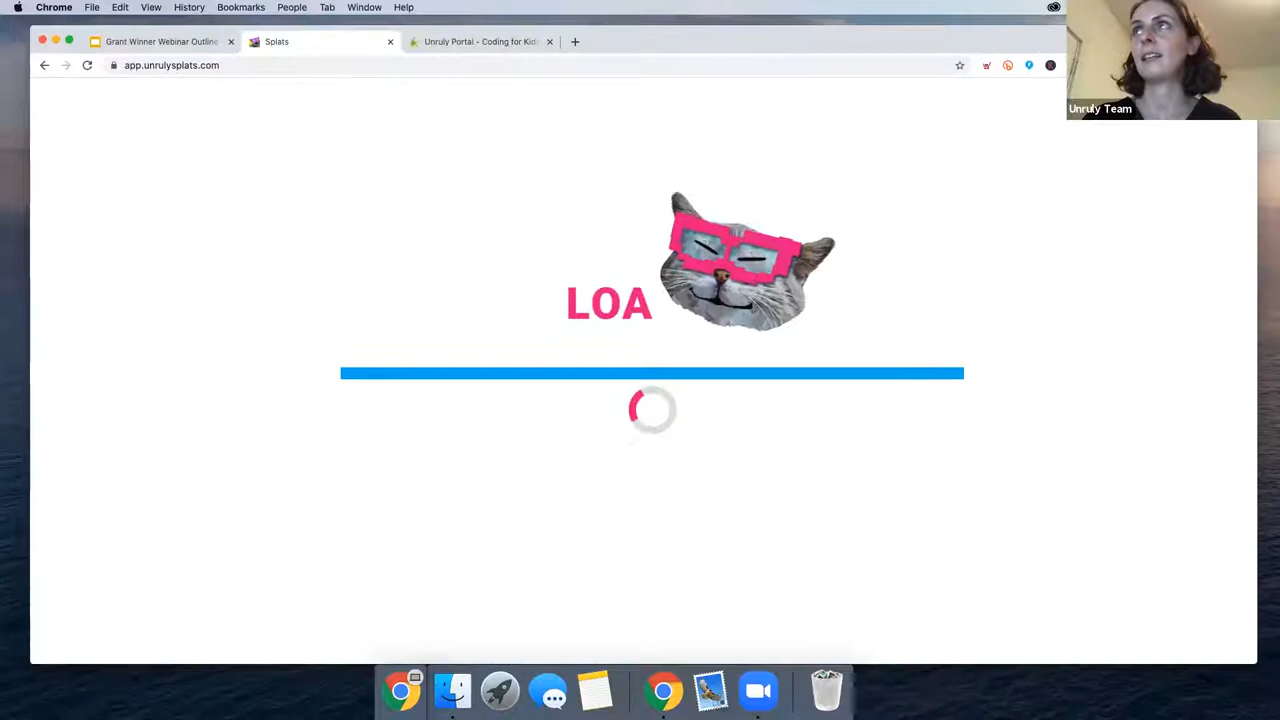 Chrome File Edit View History Bookmarks People Tab Window Help
Grant Winner Webinar Outline Splats Unruly Portal - Coding for Kids
app.unrulysplats.com
Unruly Team
LOA